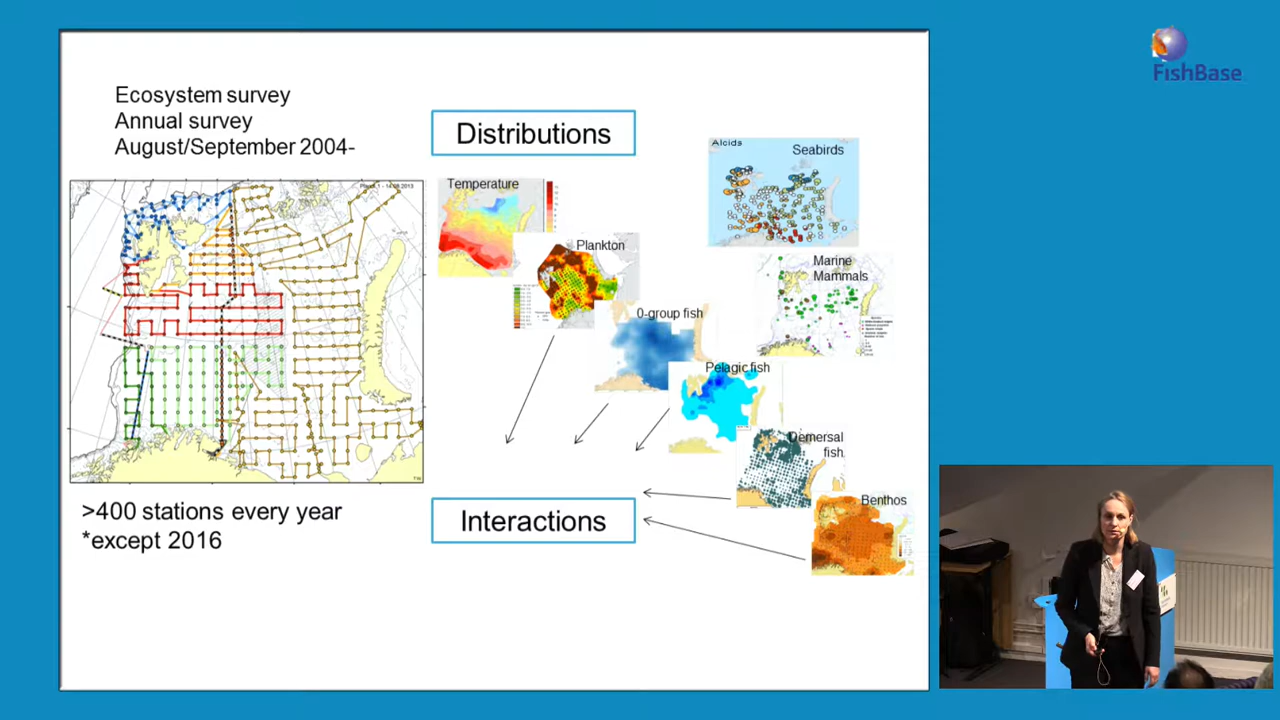 Ecosystem survey
Annual survey
August/September 2004-
Distributions
FishBase
Alcids
Seabirds
Temperature
Plankton
Marine
Mammals
0-group fish
Pelagic fish
Demersal
fish
Benthos
Interactions
>400 stations every year
*except 2016